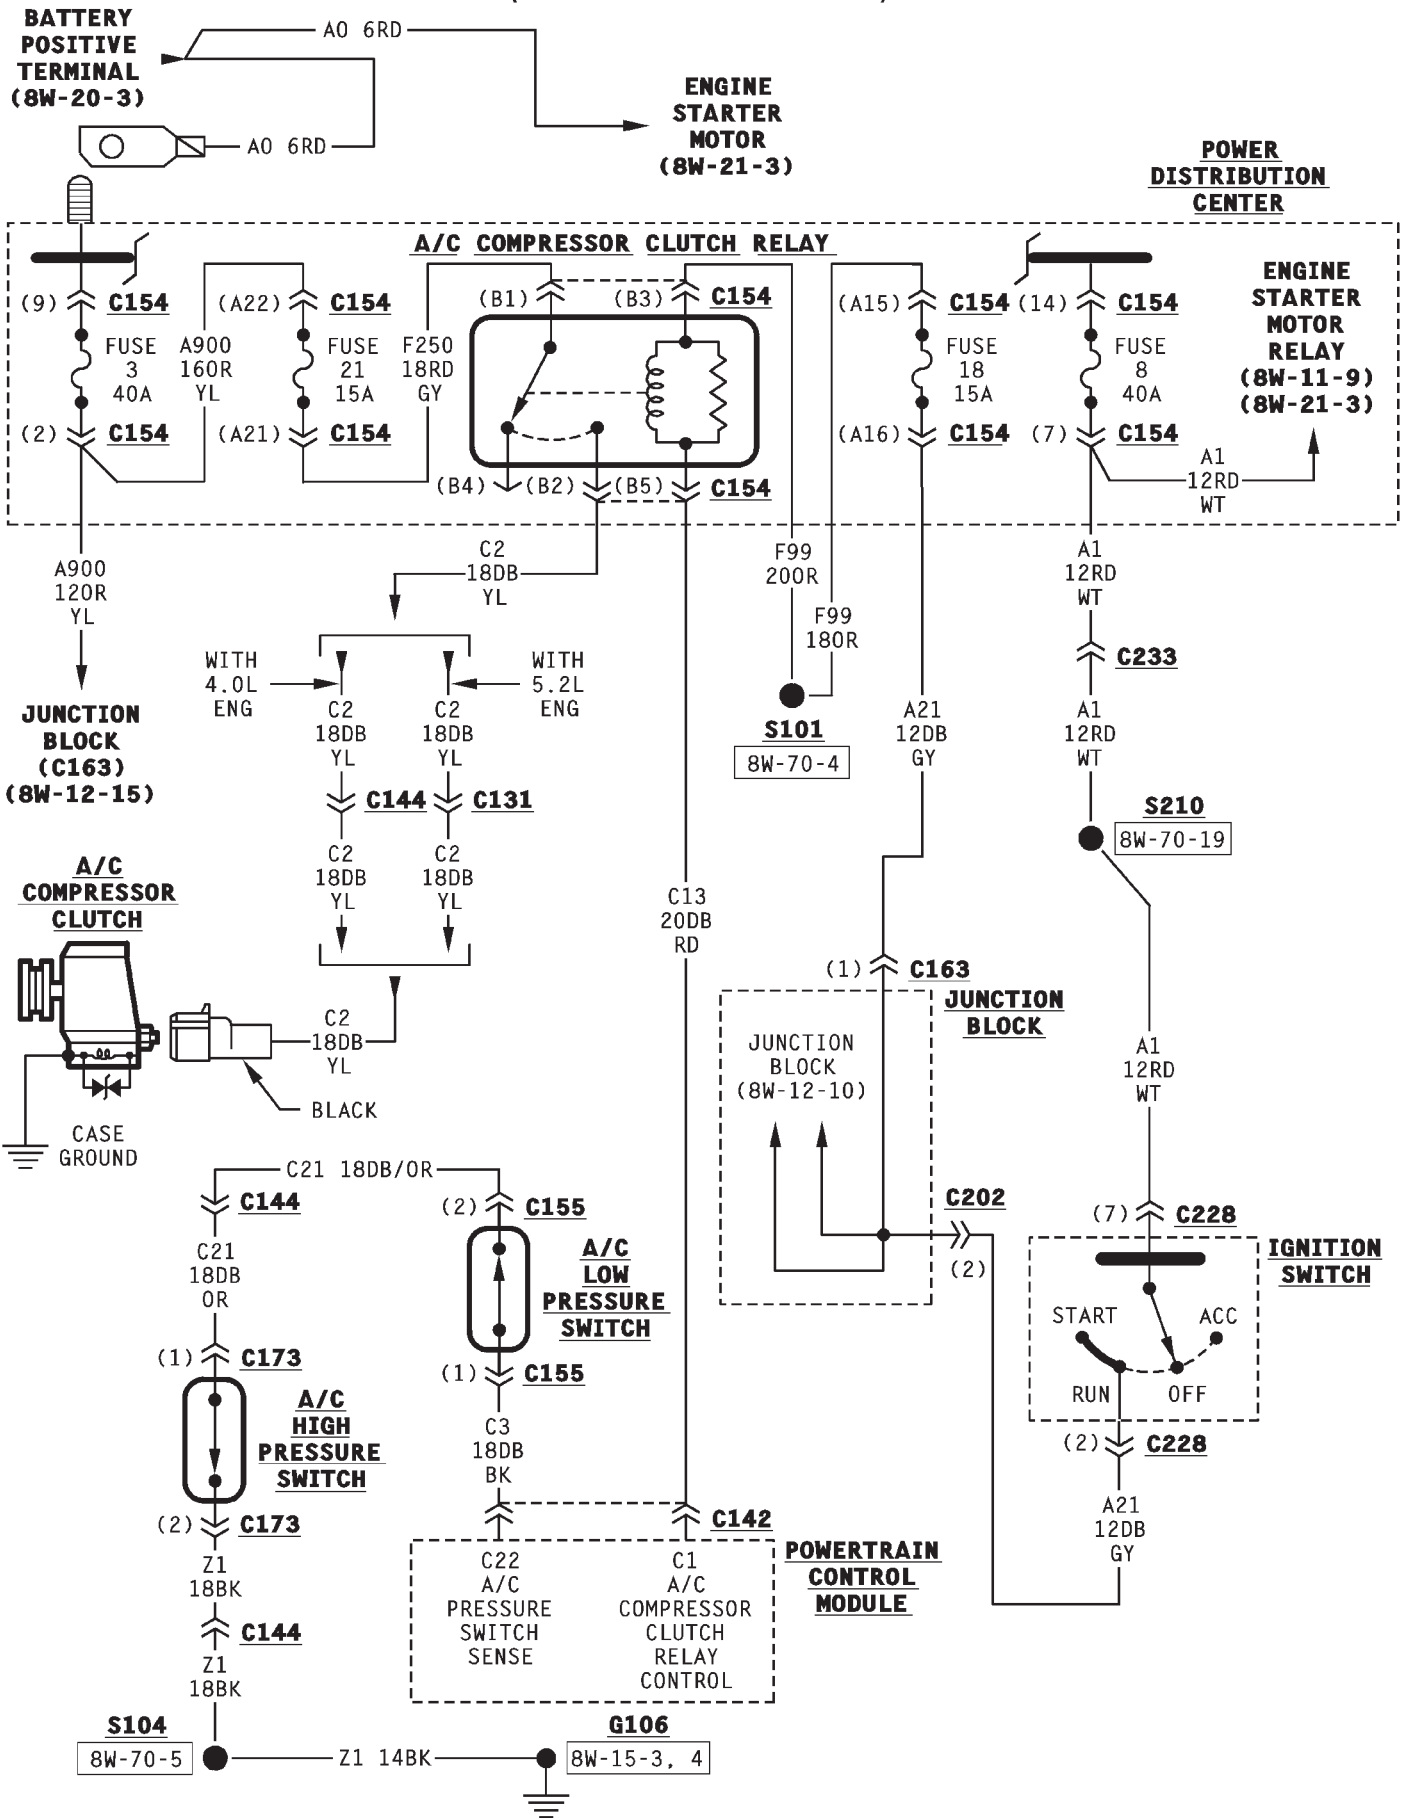 BATTERY
POSITIVE
TERMINAL
(8W-20-3)
A0 6RD
A0 6RD
ENGINE
STARTER
MOTOR
(8W-21-3)
POWER
DISTRIBUTION
CENTER
A/C COMPRESSOR CLUTCH RELAY
ENGINE
STARTER
MOTOR
RELAY
(8W-11-9)
(8W-21-3)
(9) C154
(A22) C154
(B1)
(B3) C154
(A15) C154
(14) C154
FUSE
3
40A
A900
16OR
YL
FUSE
21
15A
F250
18RD
GY
FUSE
18
15A
FUSE
8
40A
(2) C154
(A21) C154
(B4)
(B2)
(B5) C154
(A16) C154
(7) C154
A1
12RD
WT
A900
12OR
YL
C2
18DB
YL
F99
20OR
F99
18OR
A1
12RD
WT
C233
JUNCTION
BLOCK
(C163)
(8W-12-15)
WITH
4.0L
ENG
WITH
5.2L
ENG
C2
18DB
YL
C2
18DB
YL
S101
8W-70-4
A21
12DB
GY
A1
12RD
WT
C144
C131
S210
8W-70-19
C2
18DB
YL
C2
18DB
YL
C13
20DB
RD
A/C
COMPRESSOR
CLUTCH
C2
18DB
YL
BLACK
CASE
GROUND
(1) C163
JUNCTION
BLOCK
JUNCTION
BLOCK
(8W-12-10)
A1
12RD
WT
C21 18DB/OR
C144
(2) C155
C202
(2)
(7) C228
C21
18DB
OR
A/C
LOW
PRESSURE
SWITCH
IGNITION
SWITCH
START
ACC
RUN
OFF
(1) C173
(1) C155
A/C
HIGH
PRESSURE
SWITCH
C3
18DB
BK
(2) C228
(2) C173
C142
A21
12DB
GY
Z1
18BK
C144
Z1
18BK
C22
A/C
PRESSURE
SWITCH
SENSE
C1
A/C
COMPRESSOR
CLUTCH
RELAY
CONTROL
POWERTRAIN
CONTROL
MODULE
S104
8W-70-5
Z1 14BK
G106
8W-15-3, 4